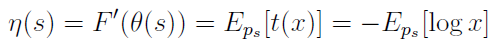 η(s) = F′(θ(s)) = E_{p_s}[t(x)] = −E_{p_s}[log x]